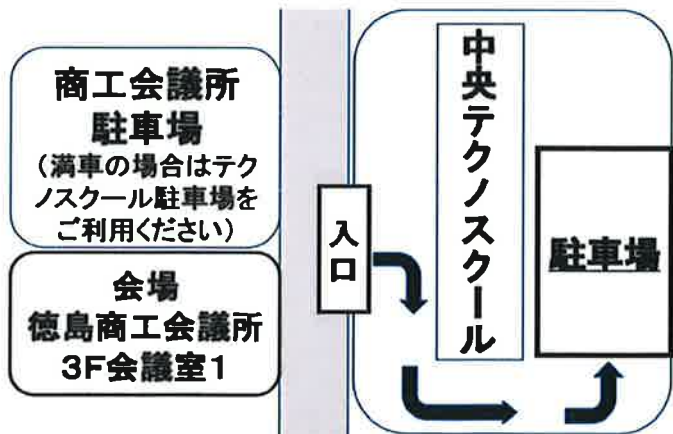 商工会議所
駐車場
（満車の場合はテク
ノスクール駐車場を
ご利用ください）
会場
徳島商工会議所
3F会議室1
入口
中央テクノスクール
駐車場